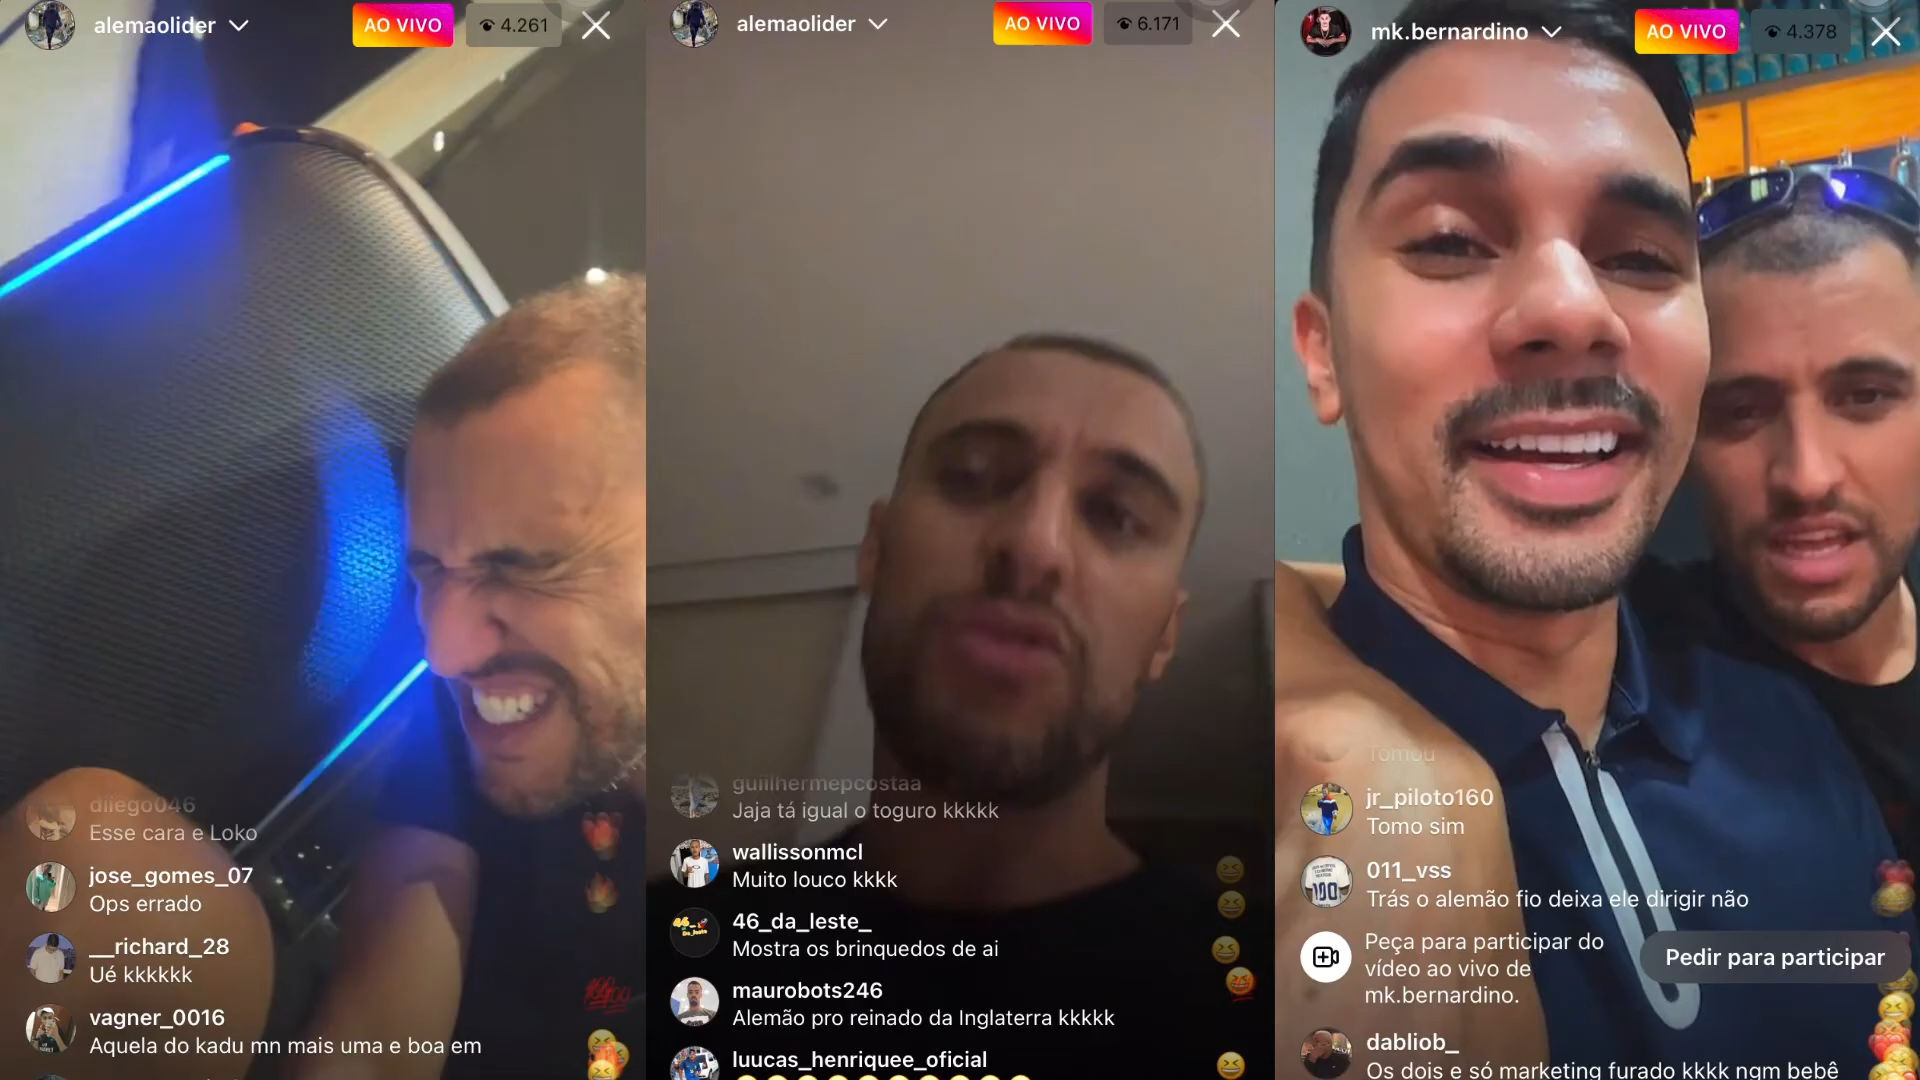 alemaolider
AO VIVO
4.261
diiego046
Esse cara e Loko
jose_gomes_07
Ops errado
__richard_28
Ué kkkkkk
vagner_0016
Aquela do kadu mn mais uma e boa em
alemaolider
AO VIVO
6.171
guiilhermepcostaa
Jaja tá igual o toguro kkkkk
wallissonmcl
Muito louco kkkk
46_da_leste_
Mostra os brinquedos de ai
maurobots246
Alemão pro reinado da Inglaterra kkkkk
luucas_henriquee_oficial
mk.bernardino
AO VIVO
4.378
Tomou
jr_piloto160
Tomo sim
011_vss
Trás o alemão fio deixa ele dirigir não
Peça para participar do
vídeo ao vivo de
mk.bernardino.
Pedir para participar
dabliob_
Os dois e só marketing furado kkkk ngm bebê